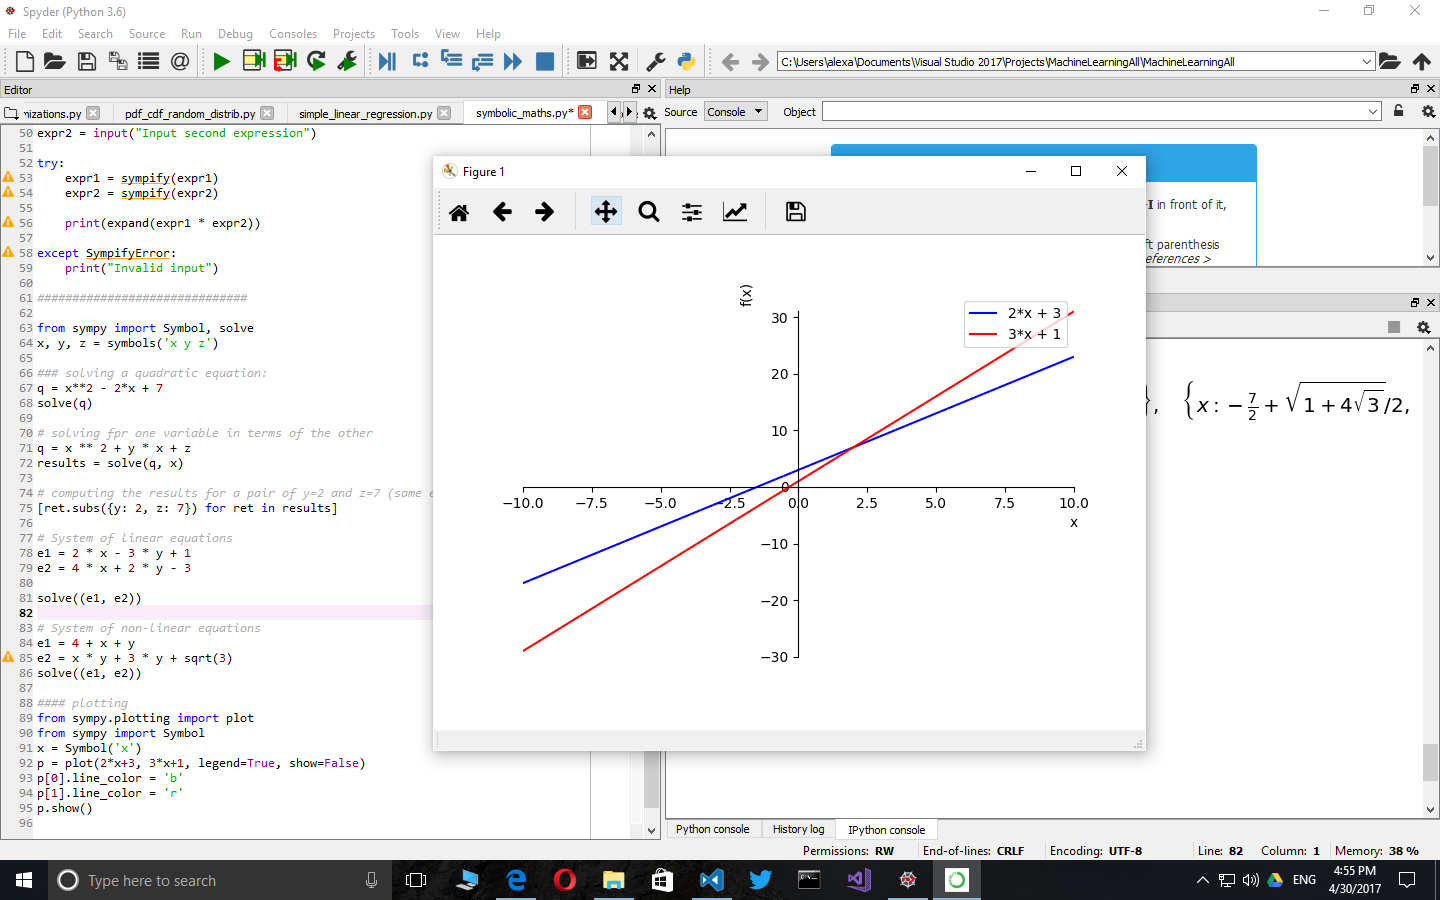 Spyder (Python 3.6)
File Edit Search Source Run Debug Consoles Projects Tools View Help
C:\Users\alexa\Documents\Visual Studio 2017\Projects\MachineLearningAll\MachineLearningAll
Editor
Help
nizations.py pdf_cdf_random_distrib.py simple_linear_regression.py symbolic_maths.py*
Source Console Object
50 expr2 = input("Input second expression")
51
52 try:
53 expr1 = sympify(expr1)
54 expr2 = sympify(expr2)
55
56 print(expand(expr1 * expr2))
57
58 except SympifyError:
59 print("Invalid input")
60
61 ##############################
62
63 from sympy import Symbol, solve
64 x, y, z = symbols('x y z')
65
66 ### solving a quadratic equation:
67 q = x**2 - 2*x + 7
68 solve(q)
69
70 # solving fpr one variable in terms of the other
71 q = x ** 2 + y * x + z
72 results = solve(q, x)
73
74 # computing the results for a pair of y=2 and z=7 (same e
75 [ret.subs({y: 2, z: 7}) for ret in results]
76
77 # System of linear equations
78 e1 = 2 * x - 3 * y + 1
79 e2 = 4 * x + 2 * y - 3
80
81 solve((e1, e2))
82
83 # System of non-linear equations
84 e1 = 4 + x + y
85 e2 = x * y + 3 * y + sqrt(3)
86 solve((e1, e2))
87
88 #### plotting
89 from sympy.plotting import plot
90 from sympy import Symbol
91 x = Symbol('x')
92 p = plot(2*x+3, 3*x+1, legend=True, show=False)
93 p[0].line_color = 'b'
94 p[1].line_color = 'r'
95 p.show()
96
Figure 1
f(x)
2*x + 3
3*x + 1
30
20
10
0
−10.0 −7.5 −5.0 −2.5 0.0 2.5 5.0 7.5 10.0
x
−10
−20
−30
+I in front of it,
ft parenthesis
eferences >
}, {x : −7/2 + √1 + 4√3/2,
Python console History log IPython console
Permissions: RW End-of-lines: CRLF Encoding: UTF-8 Line: 82 Column: 1 Memory: 38 %
Type here to search
ENG
4:55 PM
4/30/2017